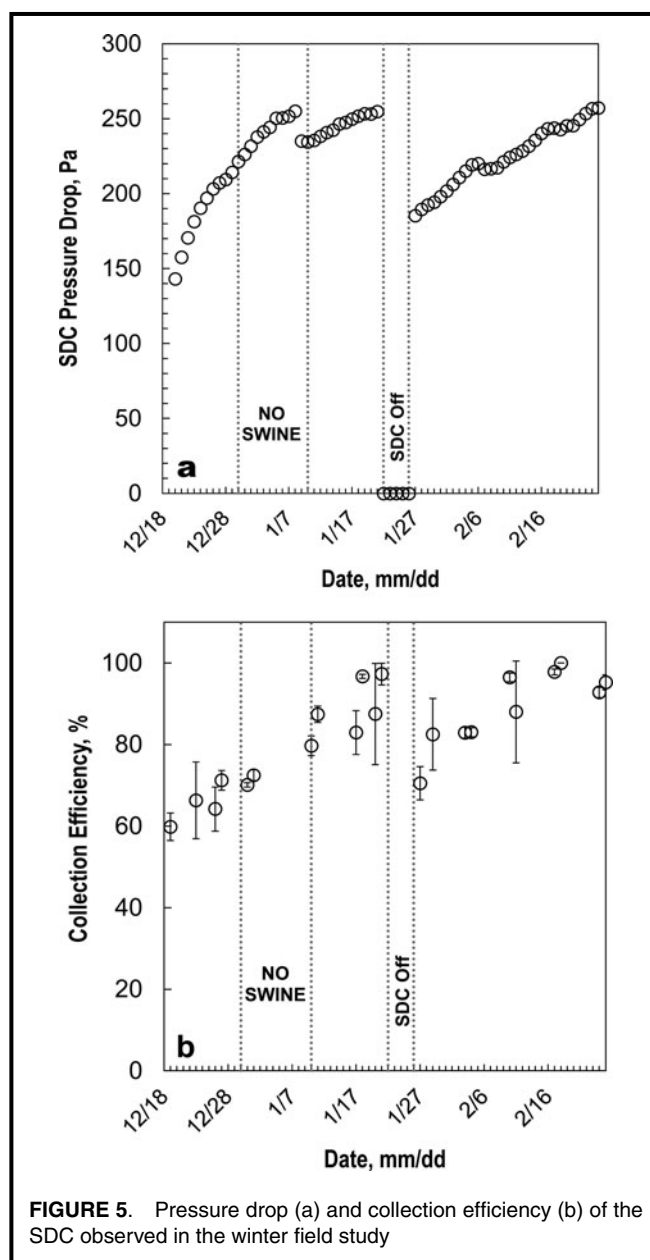 300
250
200
150
100
50
0
SDC Pressure Drop, Pa
NO
SWINE
SDC Off
a
12/18
12/28
1/7
1/17
1/27
2/6
2/16
Date, mm/dd
100
80
60
40
20
0
Collection Efficiency, %
NO
SWINE
SDC Off
b
12/18
12/28
1/7
1/17
1/27
2/6
2/16
Date, mm/dd
FIGURE 5. Pressure drop (a) and collection efficiency (b) of the
SDC observed in the winter field study